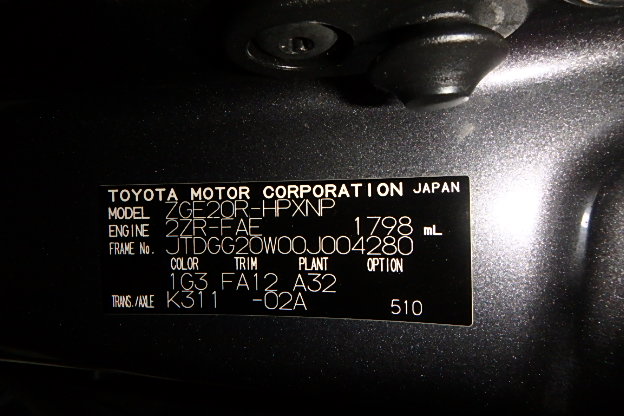 TOYOTA MOTOR CORPORATION JAPAN
MODEL ZGE20R-HPXNP
ENGINE 2ZR-FAE 1798 mL
FRAME No. JTDGG20W00J004280
COLOR TRIM PLANT OPTION
1G3 FA12 A32
TRANS./AXLE K311 -02A 510